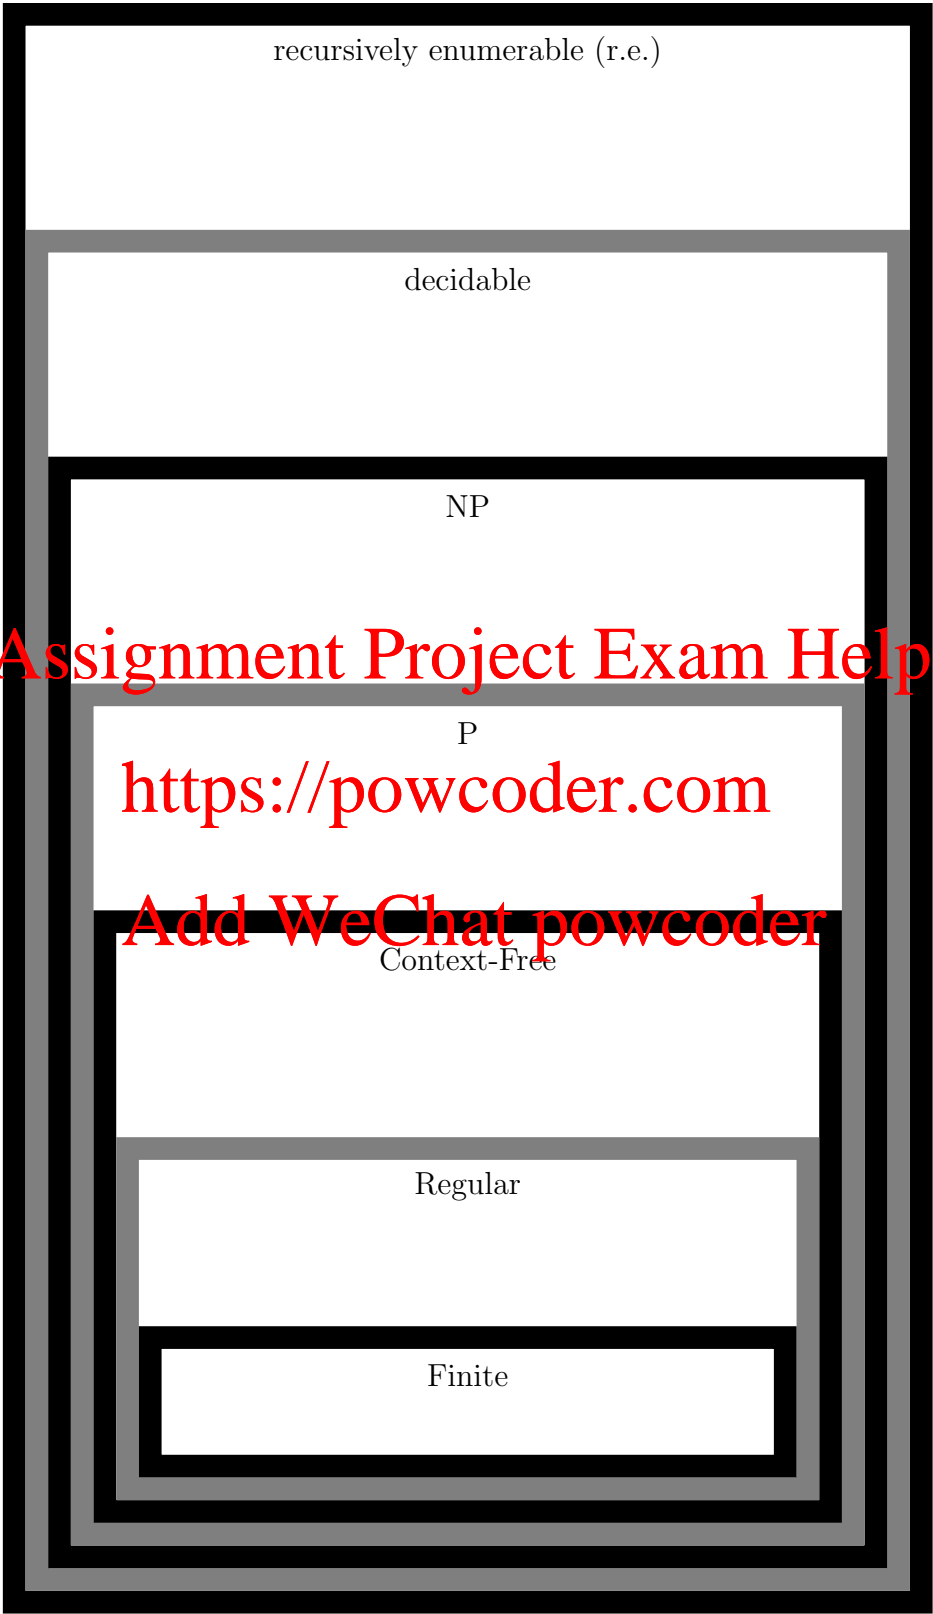 recursively enumerable (r.e.)
decidable
NP
Assignment Project Exam Help
P
https://powcoder.com
Add WeChat powcoder
Context-Free
Regular
Finite